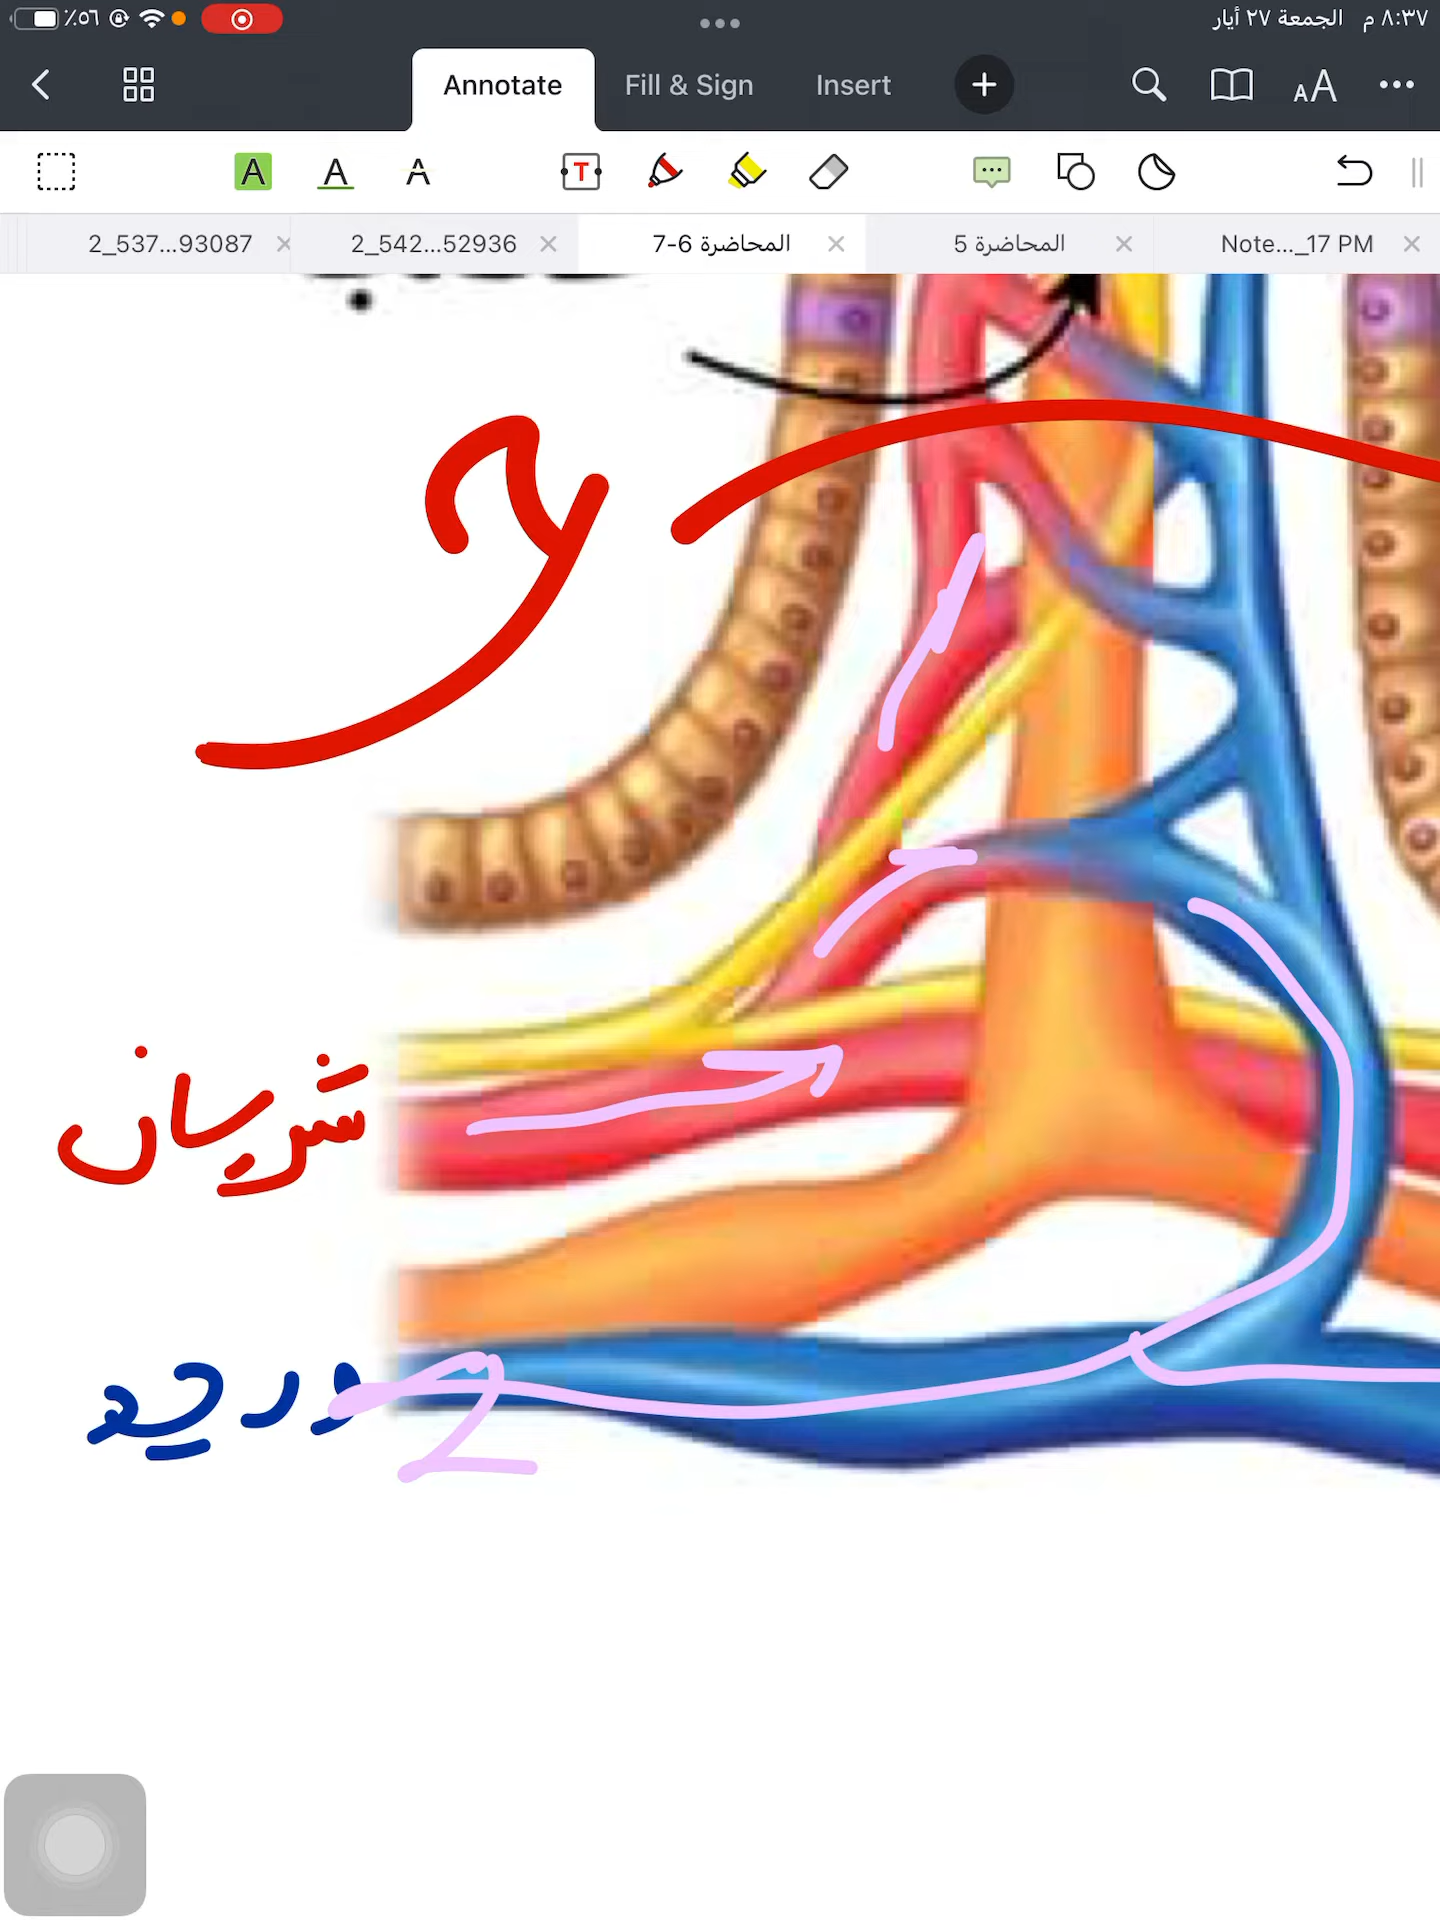 ٪٥٦
الجمعة ٢٧ أيار ٨:٣٧ م
Annotate Fill & Sign Insert
AA
A A A T
2_537...93087 2_542...52936 المحاضرة 6-7 المحاضرة 5 Note..._17 PM
شريان
وريد